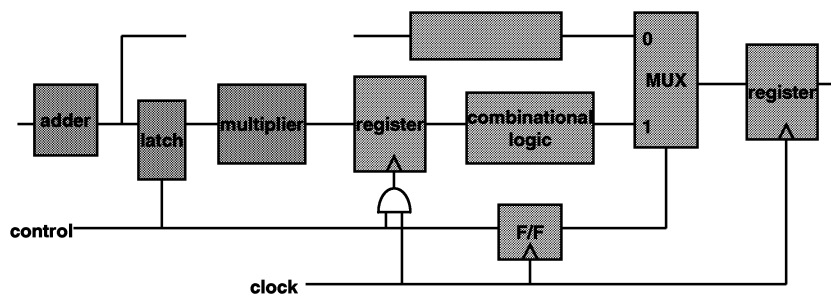 0
MUX
1
adder
latch
multiplier
register
combinational
logic
register
control
F/F
clock